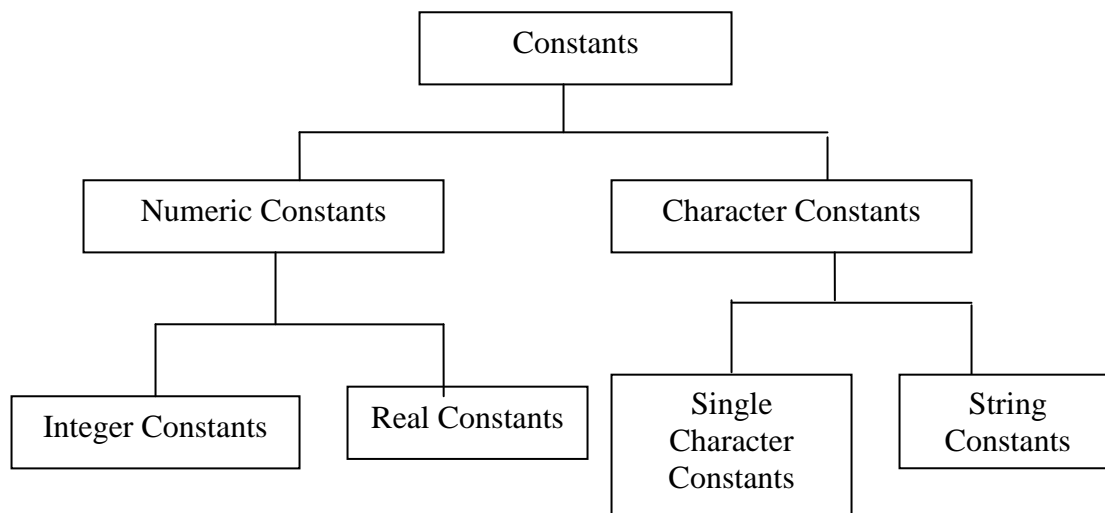 Constants
Numeric Constants
Character Constants
Integer Constants
Real Constants
Single
Character
Constants
String
Constants